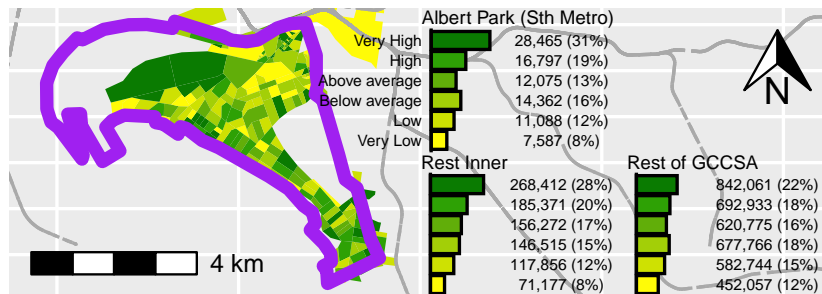 Albert Park (Sth Metro)
Very High 28,465 (31%)
High 16,797 (19%)
Above average 12,075 (13%)
Below average 14,362 (16%)
Low 11,088 (12%)
Very Low 7,587 (8%)
N
Rest Inner
268,412 (28%)
185,371 (20%)
156,272 (17%)
146,515 (15%)
117,856 (12%)
71,177 (8%)
Rest of GCCSA
842,061 (22%)
692,933 (18%)
620,775 (16%)
677,766 (18%)
582,744 (15%)
452,057 (12%)
4 km